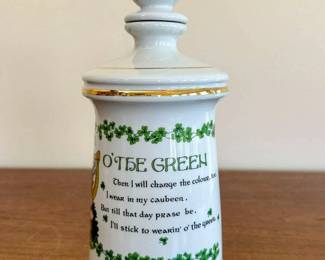 O' THE GREEN
Then I will change the colour, too
I wear in my caubeen.
But till that day prase be,
I'll stick to wearin' o' the green.